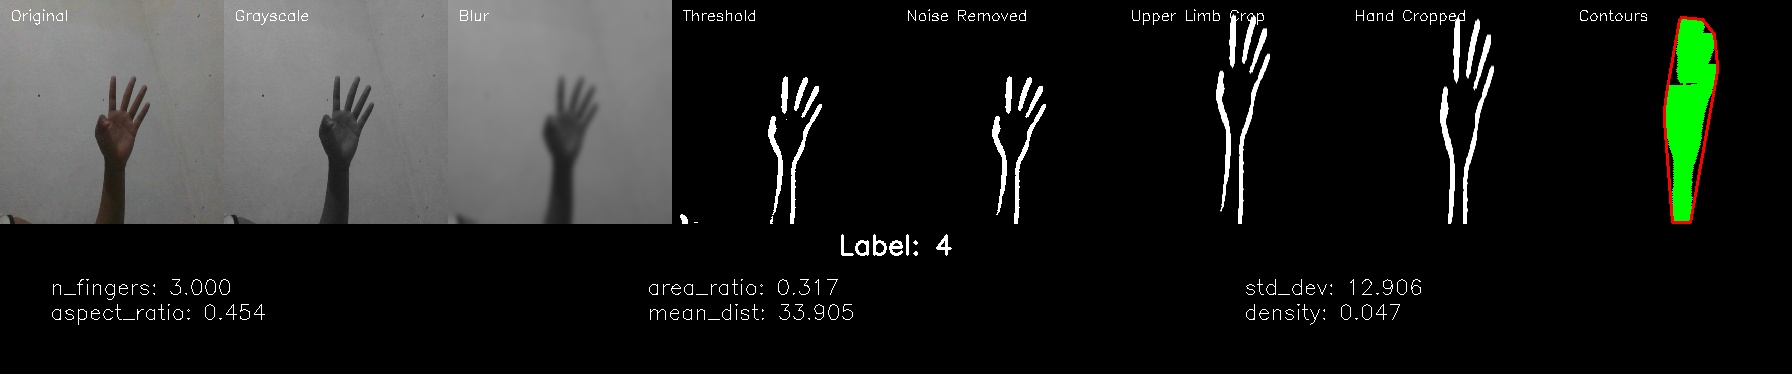 Original Grayscale Blur Threshold Noise Removed Upper Limb Crop Hand Cropped Contours
Label: 4
n_fingers: 3.000 area_ratio: 0.317 std_dev: 12.906
aspect_ratio: 0.454 mean_dist: 33.905 density: 0.047